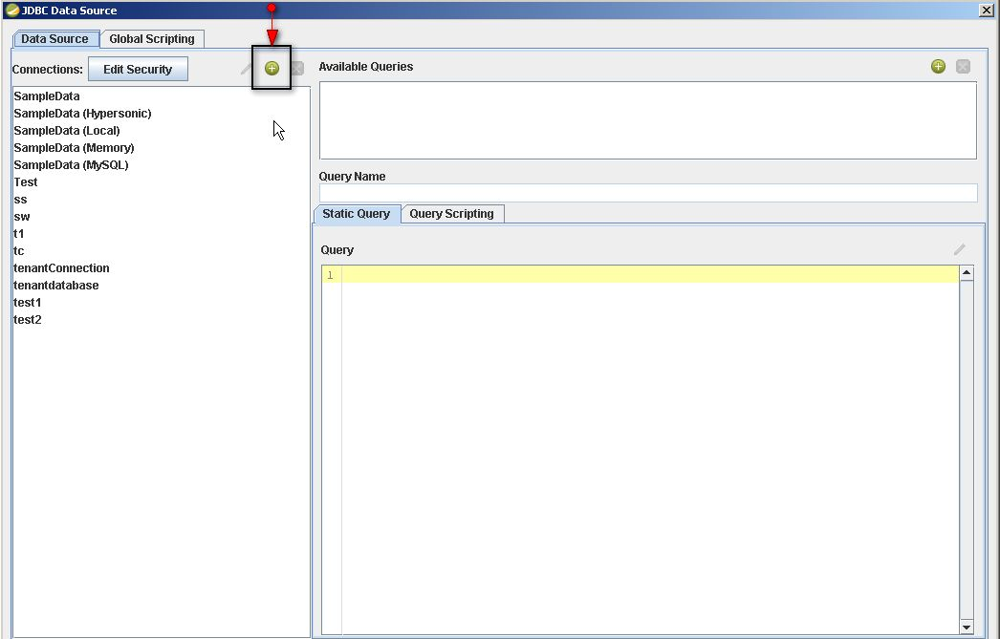 JDBC Data Source
Data Source
Global Scripting
Connections:
Edit Security
SampleData
SampleData (Hypersonic)
SampleData (Local)
SampleData (Memory)
SampleData (MySQL)
Test
ss
sw
t1
tc
tenantConnection
tenantdatabase
test1
test2
Available Queries
Query Name
Static Query
Query Scripting
Query
1